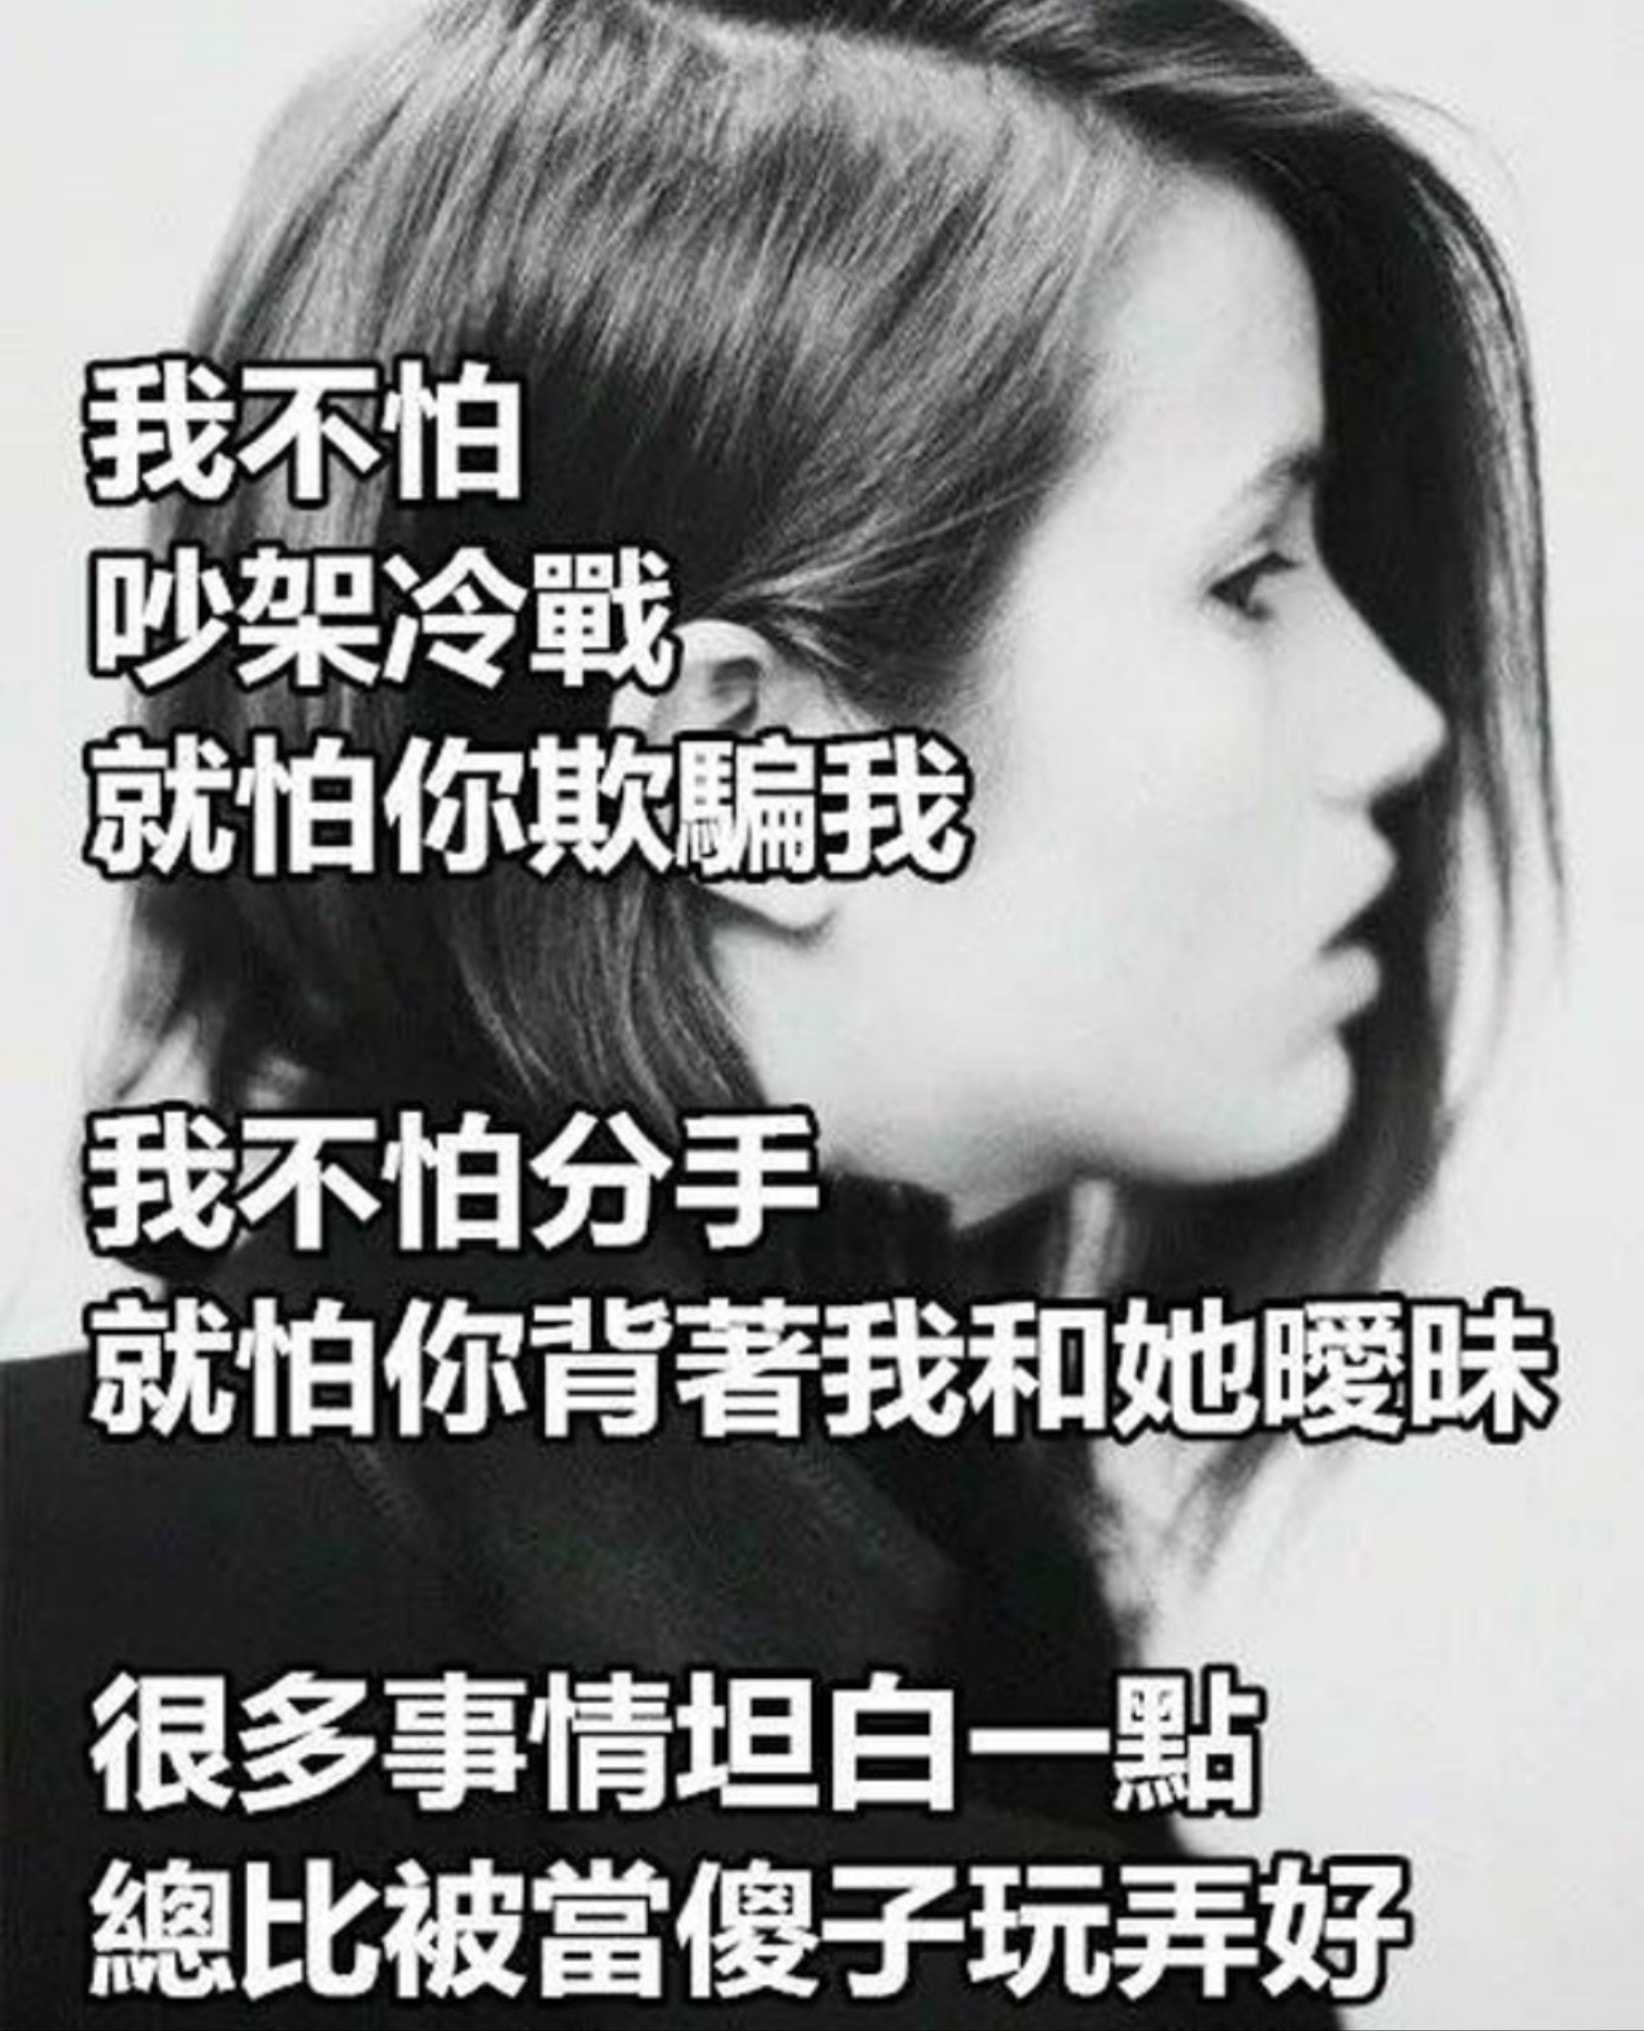 我不怕
吵架冷戰
就怕你欺騙我
我不怕分手
就怕你背著我和她曖昧
很多事情坦白一點
總比被當傻子玩弄好